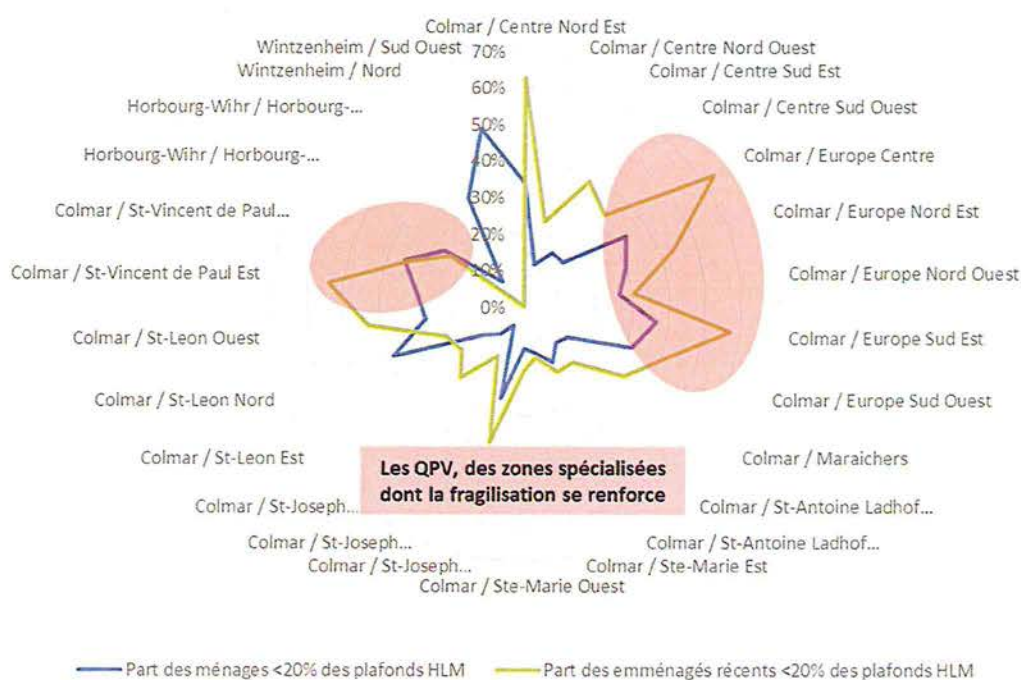 Colmar / Centre Nord Est
Wintzenheim / Sud Ouest
70%
Colmar / Centre Nord Ouest
Wintzenheim / Nord
60%
Colmar / Centre Sud Est
Horbourg-Wihr / Horbourg-...
50%
Colmar / Centre Sud Ouest
40%
Horbourg-Wihr / Horbourg-...
Colmar / Europe Centre
30%
Colmar / St-Vincent de Paul...
Colmar / Europe Nord Est
20%
Colmar / St-Vincent de Paul Est
10%
Colmar / Europe Nord Ouest
0%
Colmar / St-Leon Ouest
Colmar / Europe Sud Est
Colmar / St-Leon Nord
Colmar / Europe Sud Ouest
Colmar / St-Leon Est
Colmar / Maraichers
Les QPV, des zones spécialisées
dont la fragilisation se renforce
Colmar / St-Joseph...
Colmar / St-Antoine Ladhof...
Colmar / St-Joseph...
Colmar / St-Antoine Ladhof...
Colmar / St-Joseph...
Colmar / Ste-Marie Est
Colmar / Ste-Marie Ouest
Part des ménages <20% des plafonds HLM
Part des emménagés récents <20% des plafonds HLM